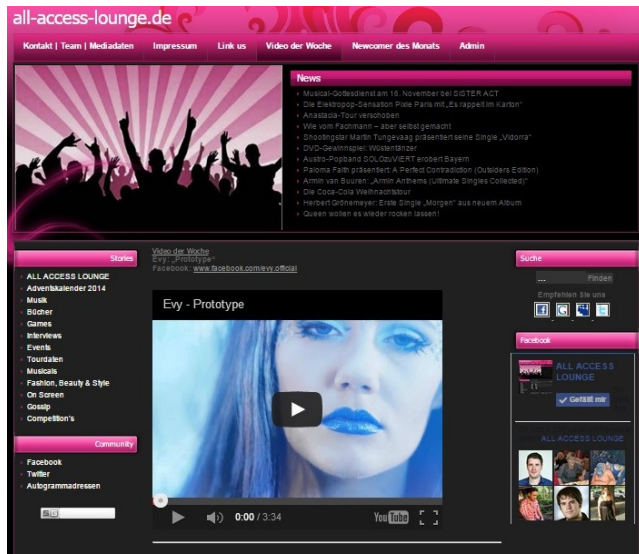 all-access-lounge.de
Kontakt | Team | Mediadaten
Impressum
Link us
Video der Woche
Newcomer des Monats
Admin
News
Musical-Gottesdienst am 16. November bei SISTER ACT
Die Elektropop-Sensation Pixie Paris mit „Es rappelt im Karton“
Anastacia-Tour verschoben
Wie vom Fachmann – aber selbst gemacht
Shootingstar Martin Tungevaag präsentiert seine Single „Vidorra“
DVD-Gewinnspiel: Wüstentänzer
Austro-Popband SOLOzuVIERT erobert Bayern
Paloma Faith präsentiert: A Perfect Contradiction (Outsiders Edition)
Armin van Buuren: „Armin Anthems (Ultimate Singles Collected)“
Die Coca-Cola Weihnachtstour
Herbert Grönemeyer: Erste Single „Morgen“ aus neuem Album
Queen wollen es wieder rocken lassen!
Stories
ALL ACCESS LOUNGE
Adventskalender 2014
Musik
Bücher
Games
Interviews
Events
Tourdaten
Musicals
Fashion, Beauty & Style
On Screen
Gossip
Competition's
Community
Facebook
Twitter
Autogrammadressen
Video der Woche
Evy: „Prototype“
Facebook: www.facebook.com/evy.official
Evy - Prototype
0:00 / 3:34
YouTube
Suche
...
Finden
Empfehlen Sie uns
Facebook
ALL ACCESS
LOUNGE
Gefällt mir
ALL ACCESS LOUNGE